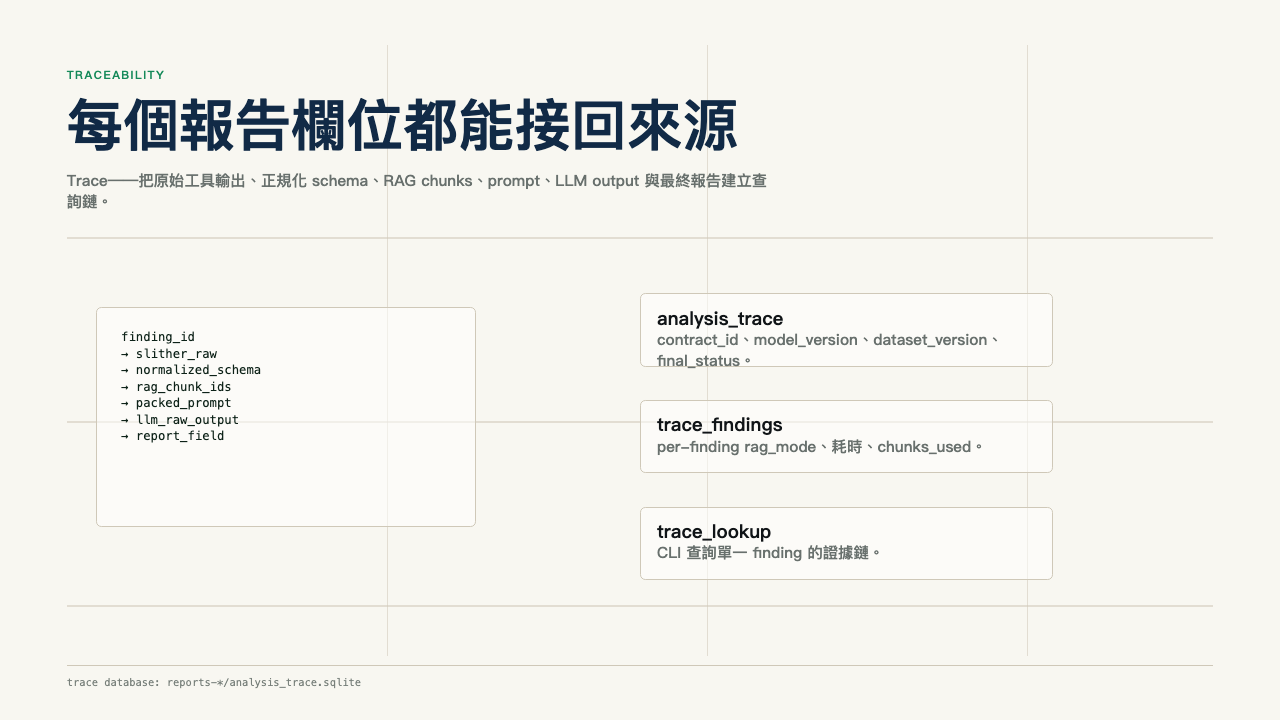 TRACEABILITY
每個報告欄位都能接回來源
Trace——把原始工具輸出、正規化 schema、RAG chunks、prompt、LLM output 與最終報告建立查
詢鏈。
finding_id
→ slither_raw
→ normalized_schema
→ rag_chunk_ids
→ packed_prompt
→ llm_raw_output
→ report_field
analysis_trace
contract_id、model_version、dataset_version、
final_status。
trace_findings
per-finding rag_mode、耗時、chunks_used。
trace_lookup
CLI 查詢單一 finding 的證據鏈。
trace database: reports-*/analysis_trace.sqlite